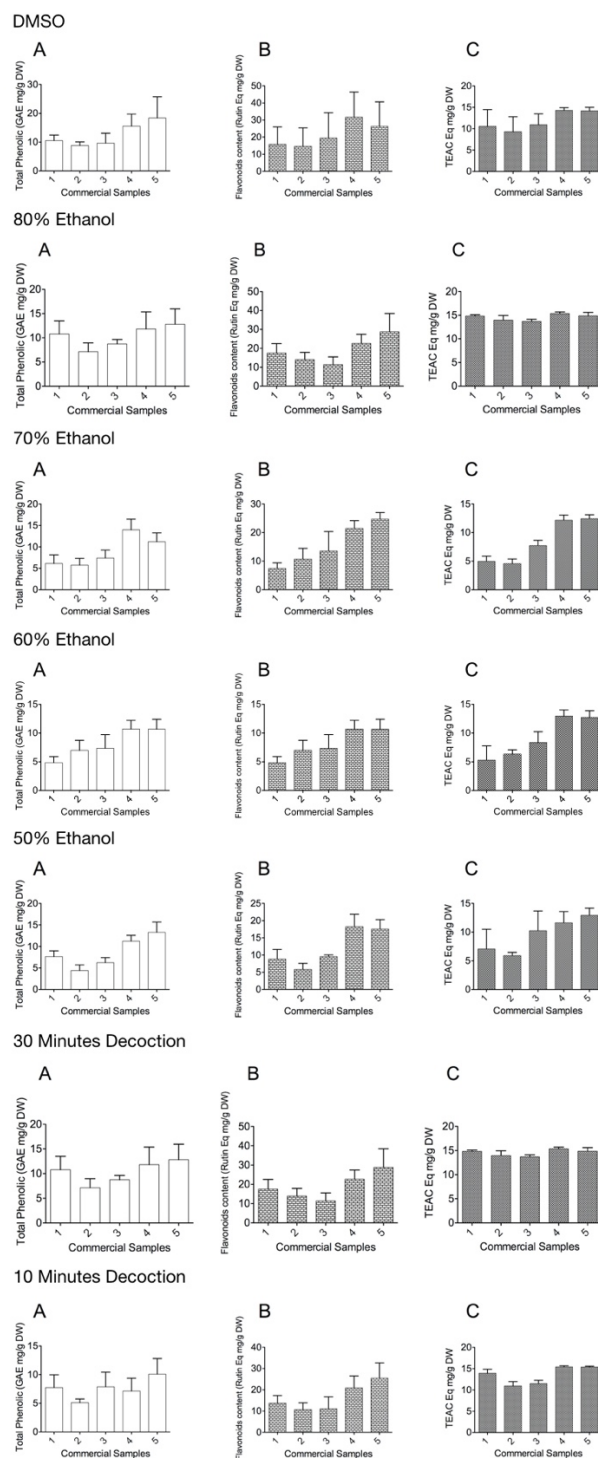 DMSO
A
Total Phenolic (GAE mg/g DW)
30
20
10
0
1 2 3 4 5
Commercial Samples
B
Flavonoids content (Rutin Eq mg/g DW)
50
40
30
20
10
0
1 2 3 4 5
Commercial Samples
C
TEAC Eq mg/g DW
20
15
10
5
0
1 2 3 4 5
Commercial Samples
80% Ethanol
A
Total Phenolic (GAE mg/g DW)
20
15
10
5
0
1 2 3 4 5
Commercial Samples
B
Flavonoids content (Rutin Eq mg/g DW)
50
40
30
20
10
0
1 2 3 4 5
Commercial Samples
C
TEAC Eq mg/g DW
20
15
10
5
0
1 2 3 4 5
Commercial Samples
70% Ethanol
A
Total Phenolic (GAE mg/g DW)
20
15
10
5
0
1 2 3 4 5
Commercial Samples
B
Flavonoids content (Rutin Eq mg/g DW)
30
20
10
0
1 2 3 4 5
Commercial Samples
C
TEAC Eq mg/g DW
20
15
10
5
0
1 2 3 4 5
Commercial Samples
60% Ethanol
A
Total Phenolic (GAE mg/g DW)
15
10
5
0
1 2 3 4 5
Commercial Samples
B
Flavonoids content (Rutin Eq mg/g DW)
15
10
5
0
1 2 3 4 5
Commercial Samples
C
TEAC Eq mg/g DW
20
15
10
5
0
1 2 3 4 5
Commercial Samples
50% Ethanol
A
Total Phenolic (GAE mg/g DW)
20
15
10
5
0
1 2 3 4 5
Commercial Samples
B
Flavonoids content (Rutin Eq mg/g DW)
25
20
15
10
5
0
1 2 3 4 5
Commercial Samples
C
TEAC Eq mg/g DW
15
10
5
0
1 2 3 4 5
Commercial Samples
30 Minutes Decoction
A
Total Phenolic (GAE mg/g DW)
20
15
10
5
0
1 2 3 4 5
Commercial Samples
B
Flavonoids content (Rutin Eq mg/g DW)
50
40
30
20
10
0
1 2 3 4 5
Commercial Samples
C
TEAC Eq mg/g DW
20
15
10
5
0
1 2 3 4 5
Commercial Samples
10 Minutes Decoction
A
Total Phenolic (GAE mg/g DW)
15
10
5
0
1 2 3 4 5
Commercial Samples
B
Flavonoids content (Rutin Eq mg/g DW)
40
30
20
10
0
1 2 3 4 5
Commercial Samples
C
TEAC Eq mg/g DW
20
15
10
5
0
1 2 3 4 5
Commercial Samples